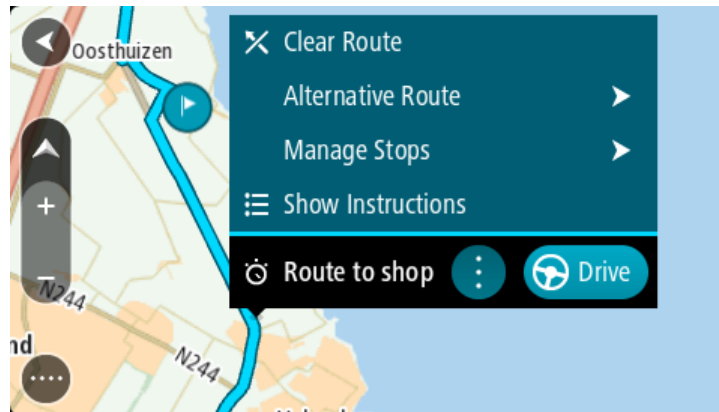 Oosthuizen
Clear Route
Alternative Route
Manage Stops
Show Instructions
Route to shop
Drive
N244
N244
nd